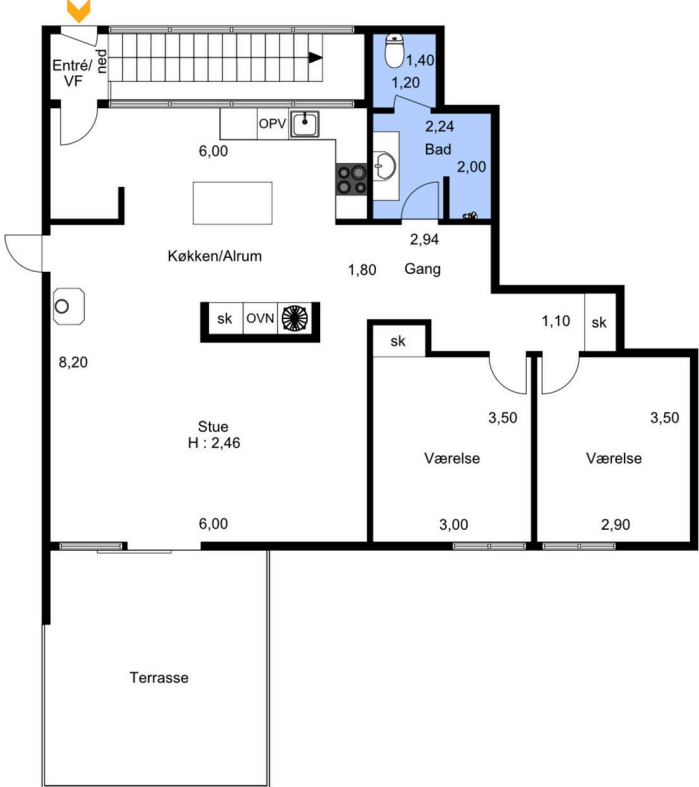 Entré/
VF
ned
1,40
1,20
OPV
2,24
Bad
2,00
6,00
2,94
Køkken/Alrum
1,80
Gang
sk
OVN
1,10
sk
sk
8,20
3,50
3,50
Stue
H : 2,46
Værelse
Værelse
6,00
3,00
2,90
Terrasse